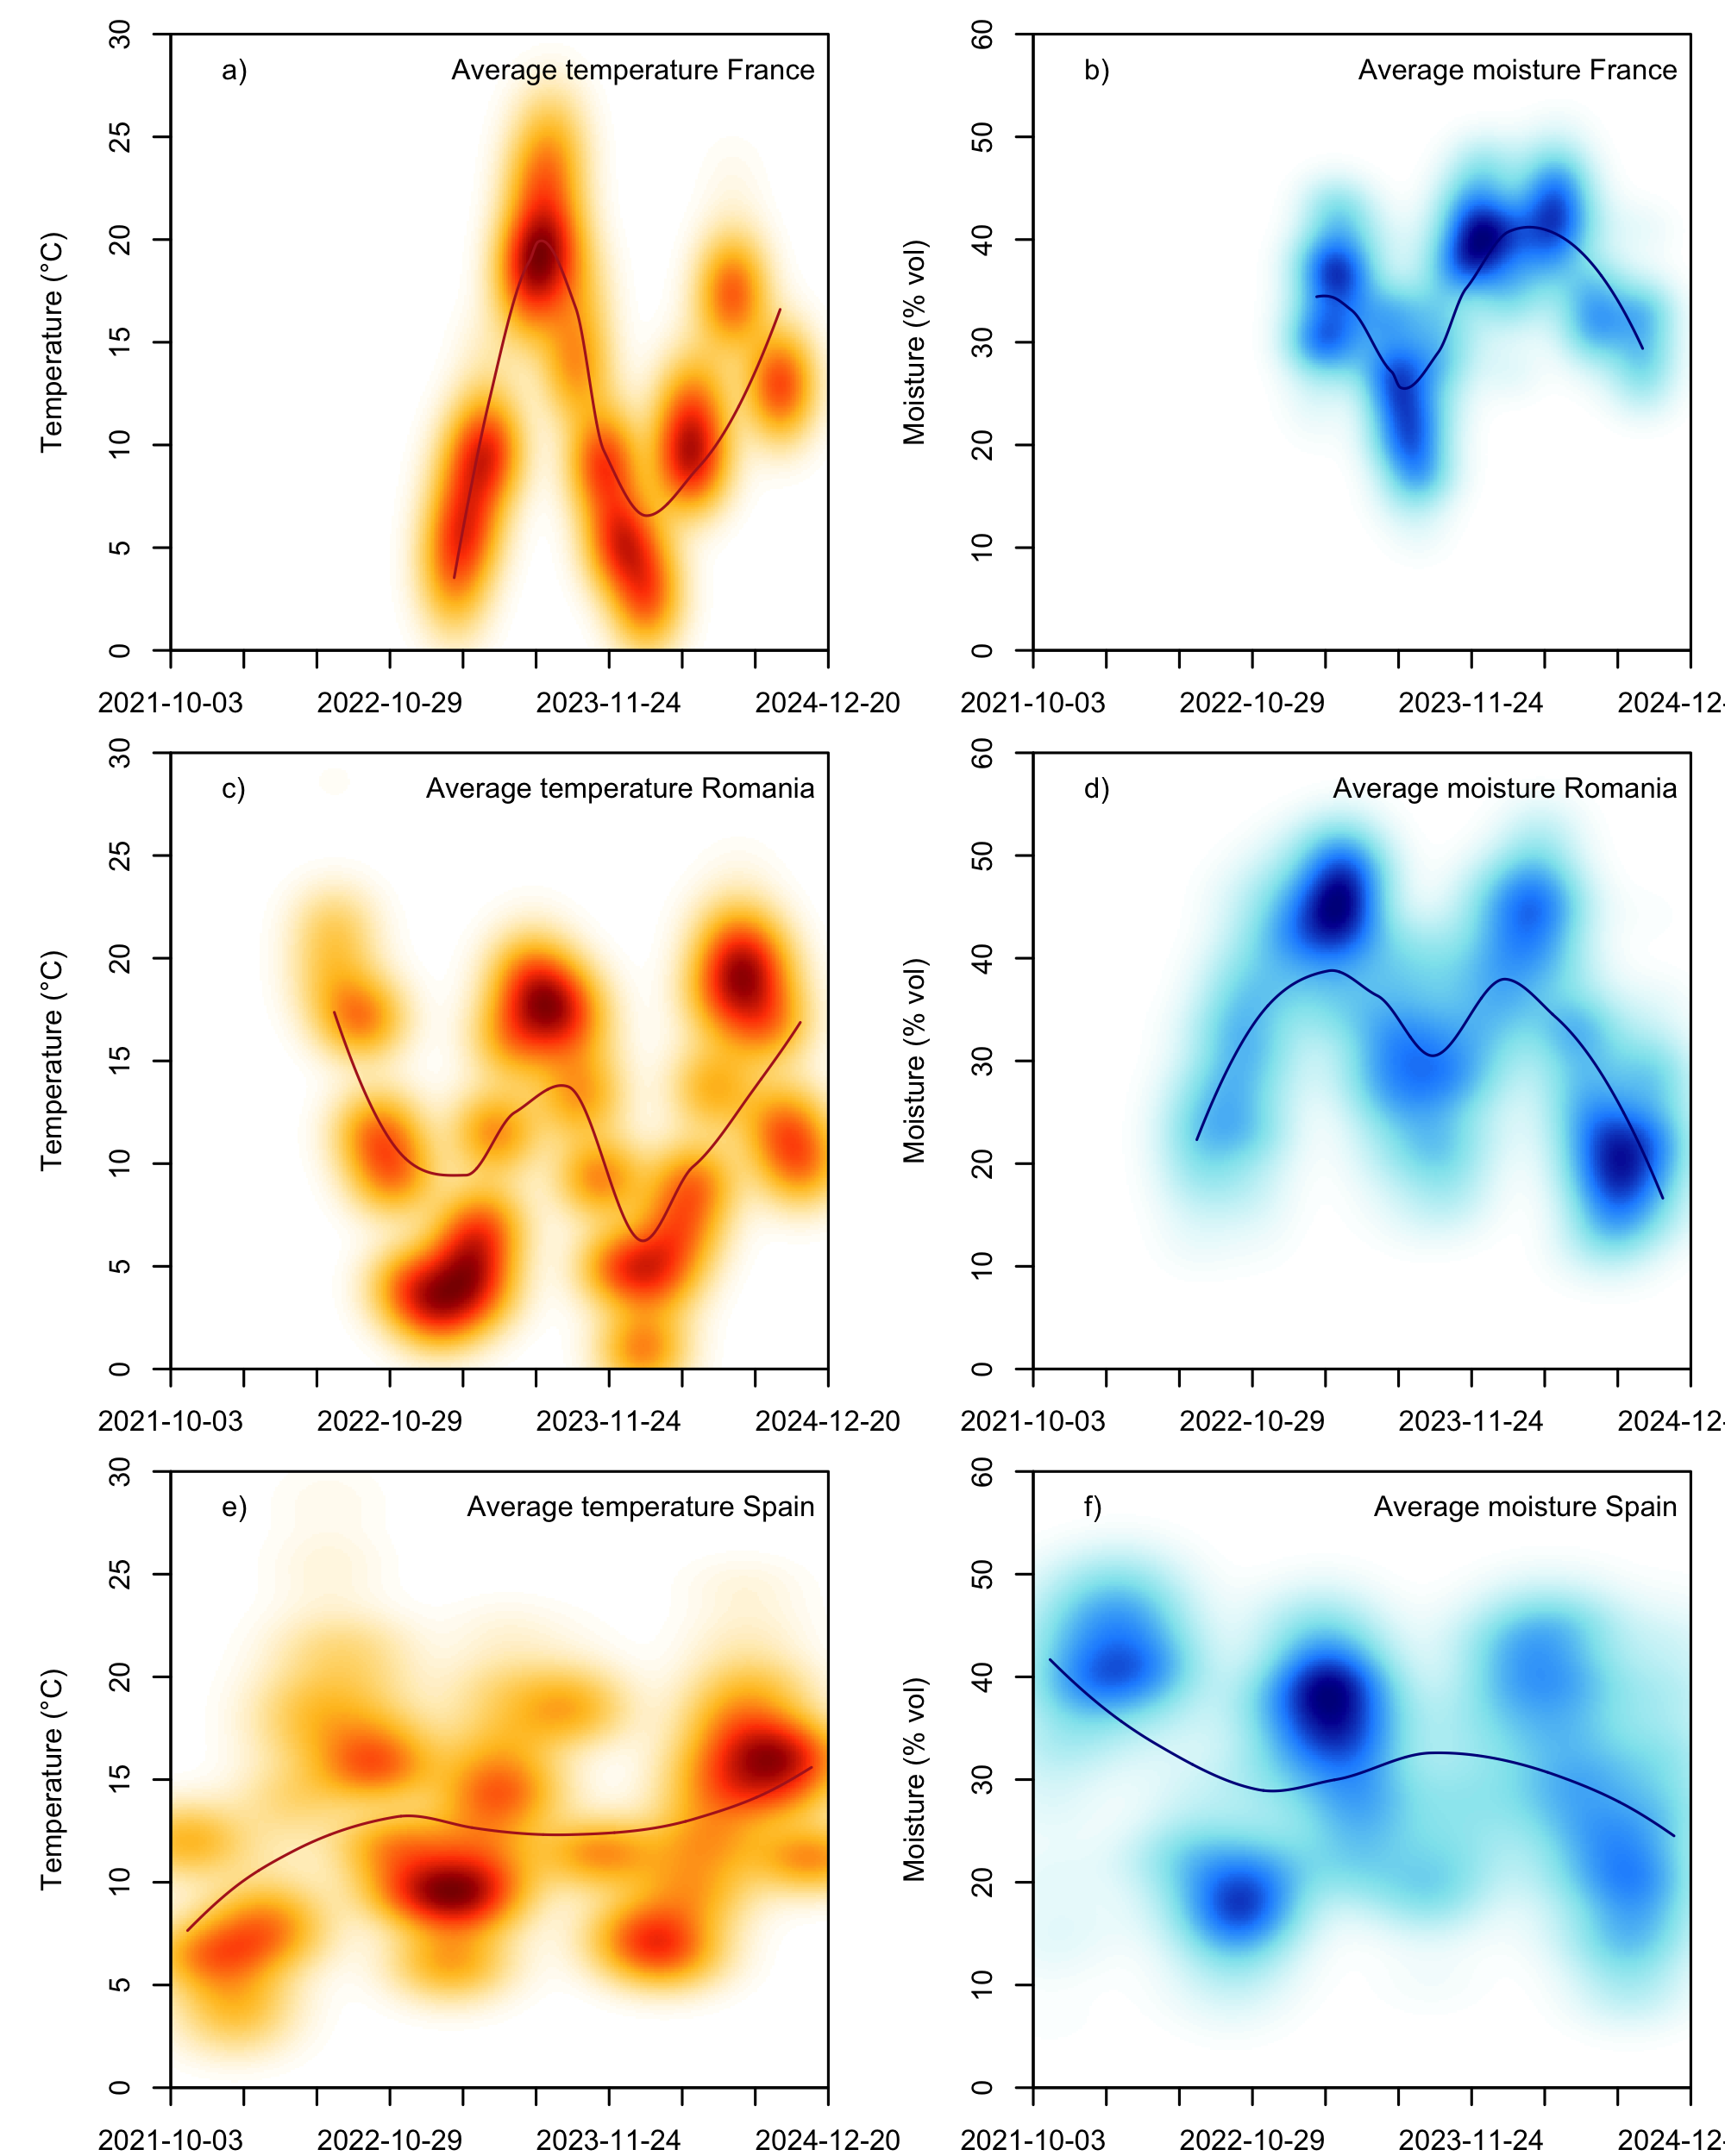 a) Average temperature France
Temperature (°C)
0 5 10 15 20 25 30
2021-10-03 2022-10-29 2023-11-24 2024-12-20
b) Average moisture France
Moisture (% vol)
0 10 20 30 40 50 60
2021-10-03 2022-10-29 2023-11-24 2024-12-
c) Average temperature Romania
Temperature (°C)
0 5 10 15 20 25 30
2021-10-03 2022-10-29 2023-11-24 2024-12-20
d) Average moisture Romania
Moisture (% vol)
0 10 20 30 40 50 60
2021-10-03 2022-10-29 2023-11-24 2024-12-
e) Average temperature Spain
Temperature (°C)
0 5 10 15 20 25 30
2021-10-03 2022-10-29 2023-11-24 2024-12-20
f) Average moisture Spain
Moisture (% vol)
0 10 20 30 40 50 60
2021-10-03 2022-10-29 2023-11-24 2024-12-